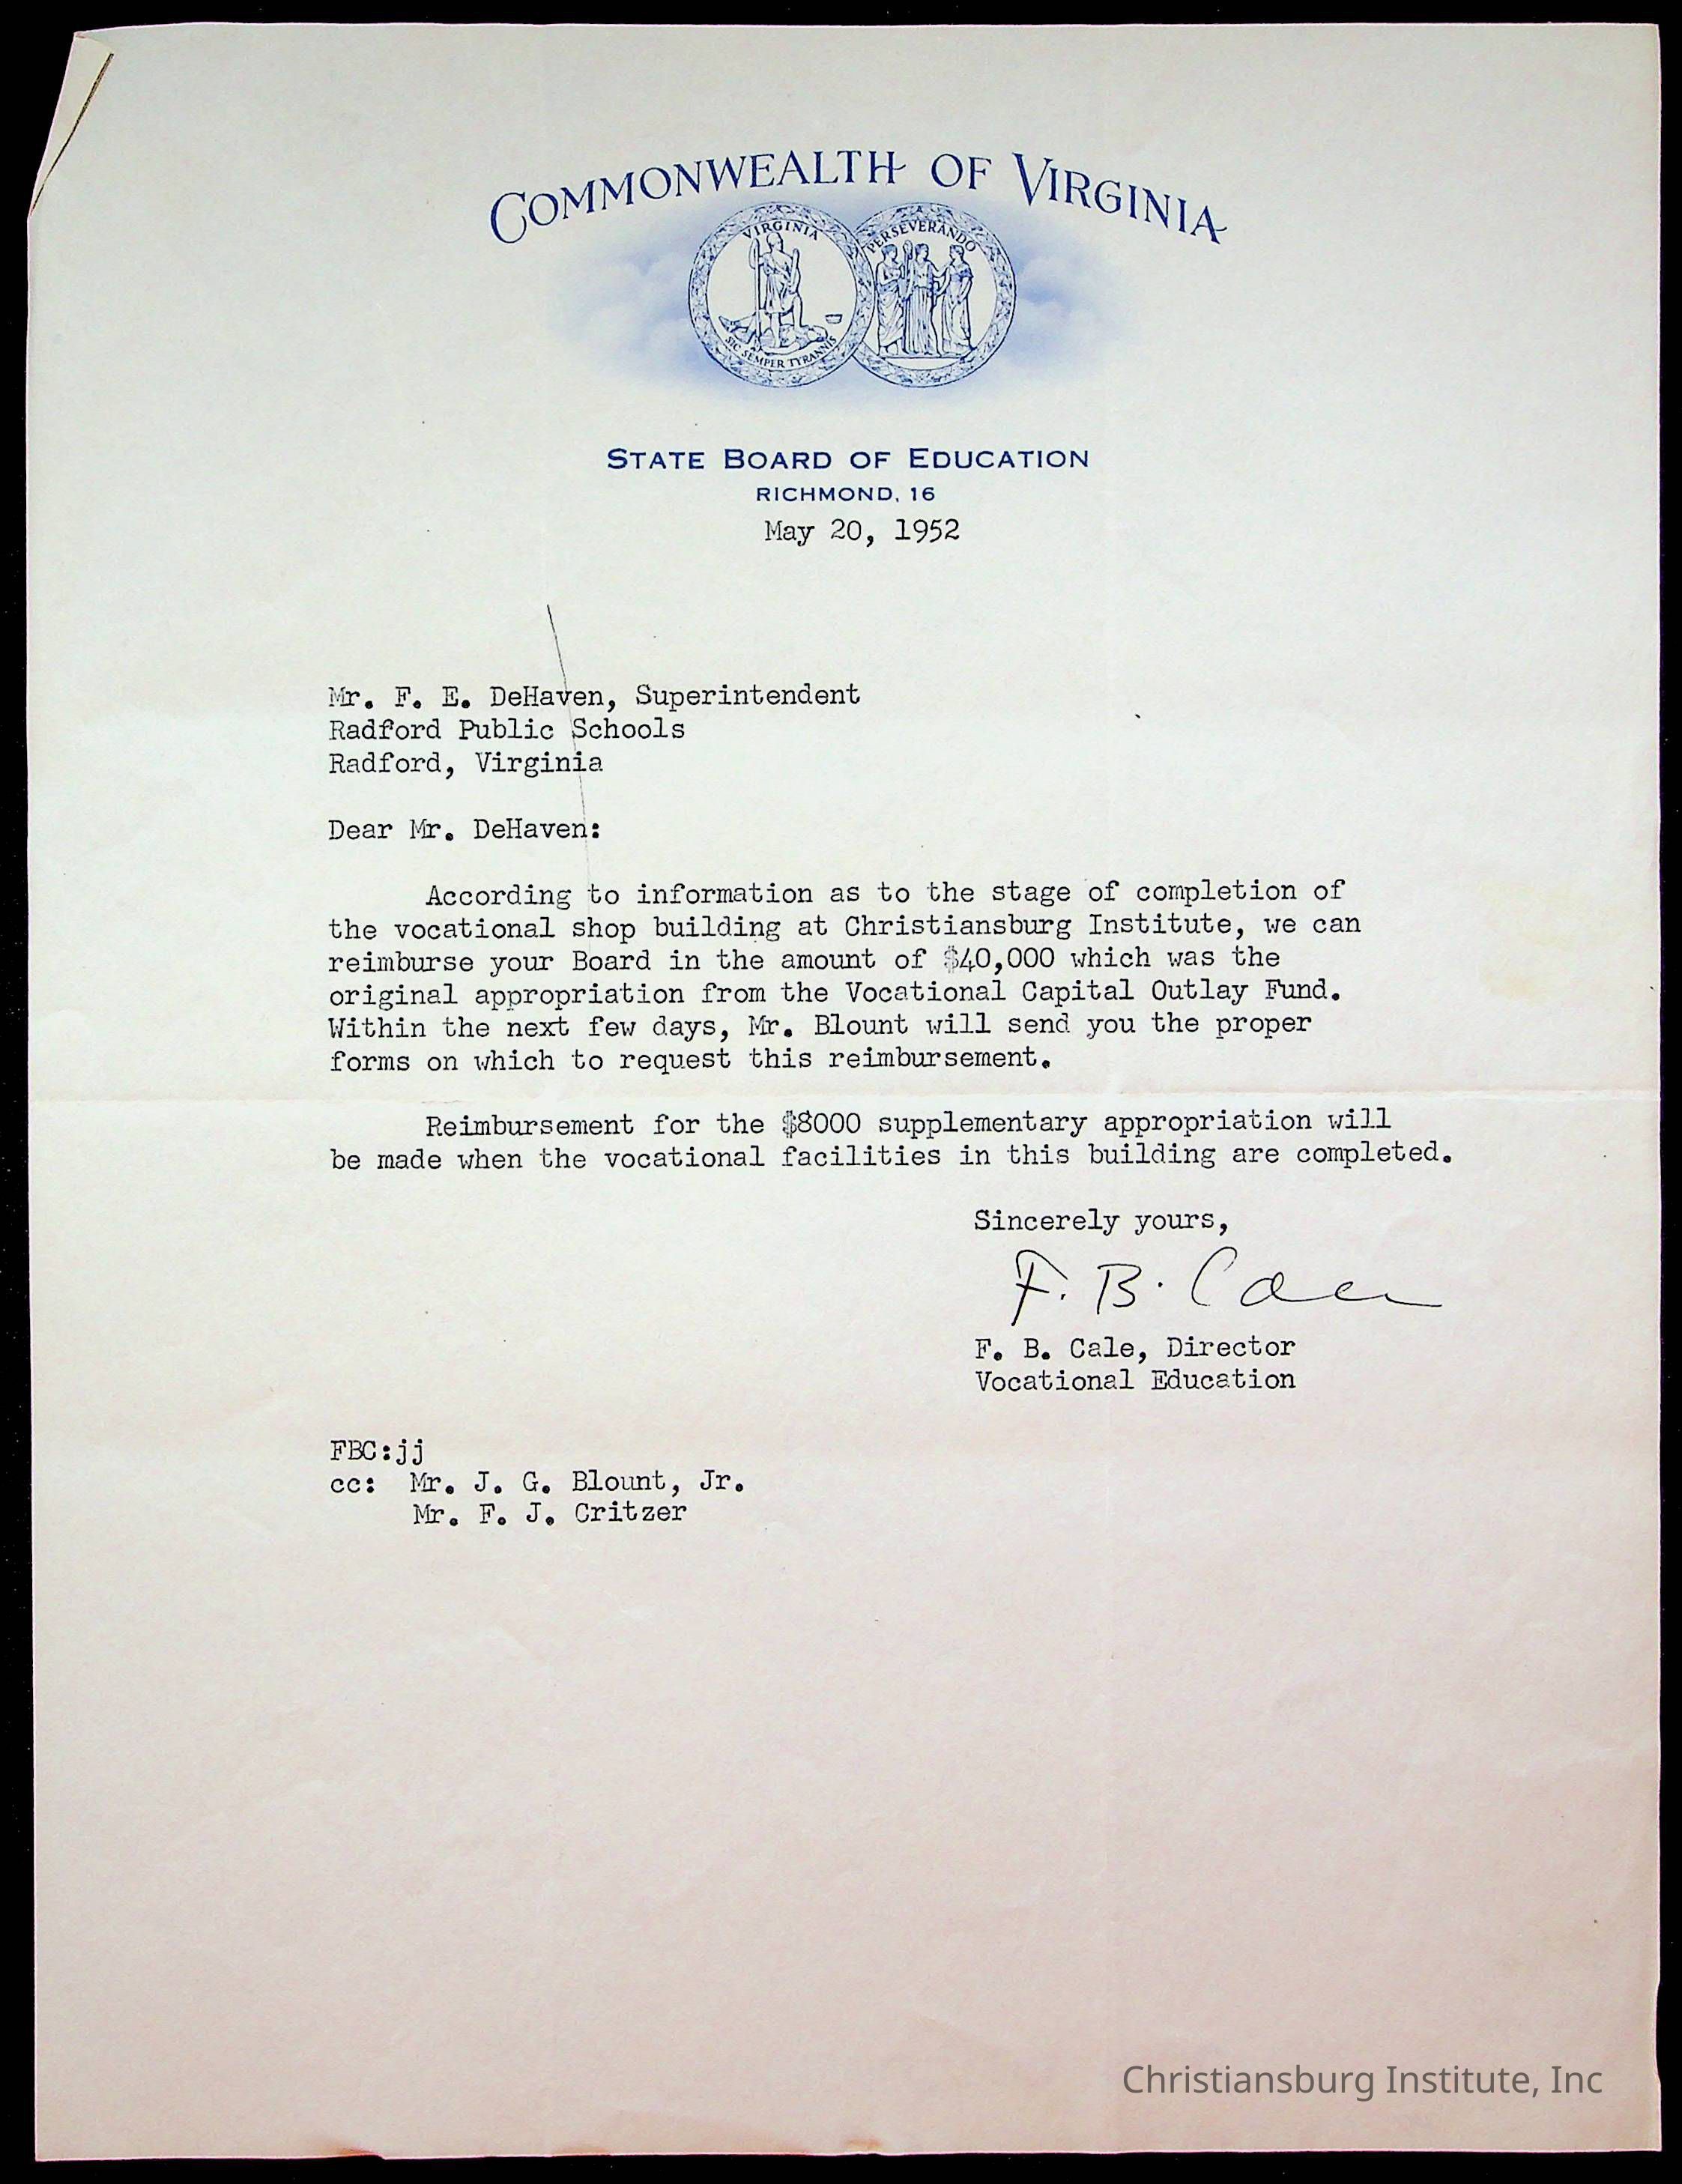 COMMONWEALTH OF VIRGINIA
VIRGINIA
SIC SEMPER TYRANNIS
PERSEVERANDO
STATE BOARD OF EDUCATION
RICHMOND, 16
May 20, 1952
Mr. F. E. DeHaven, Superintendent
Radford Public Schools
Radford, Virginia
Dear Mr. DeHaven:
According to information as to the stage of completion of
the vocational shop building at Christiansburg Institute, we can
reimburse your Board in the amount of $40,000 which was the
original appropriation from the Vocational Capital Outlay Fund.
Within the next few days, Mr. Blount will send you the proper
forms on which to request this reimbursement.
Reimbursement for the $8000 supplementary appropriation will
be made when the vocational facilities in this building are completed.
Sincerely yours,
F. B. Cale
F. B. Cale, Director
Vocational Education
FBC:jj
cc: Mr. J. G. Blount, Jr.
Mr. F. J. Critzer
Christiansburg Institute, Inc